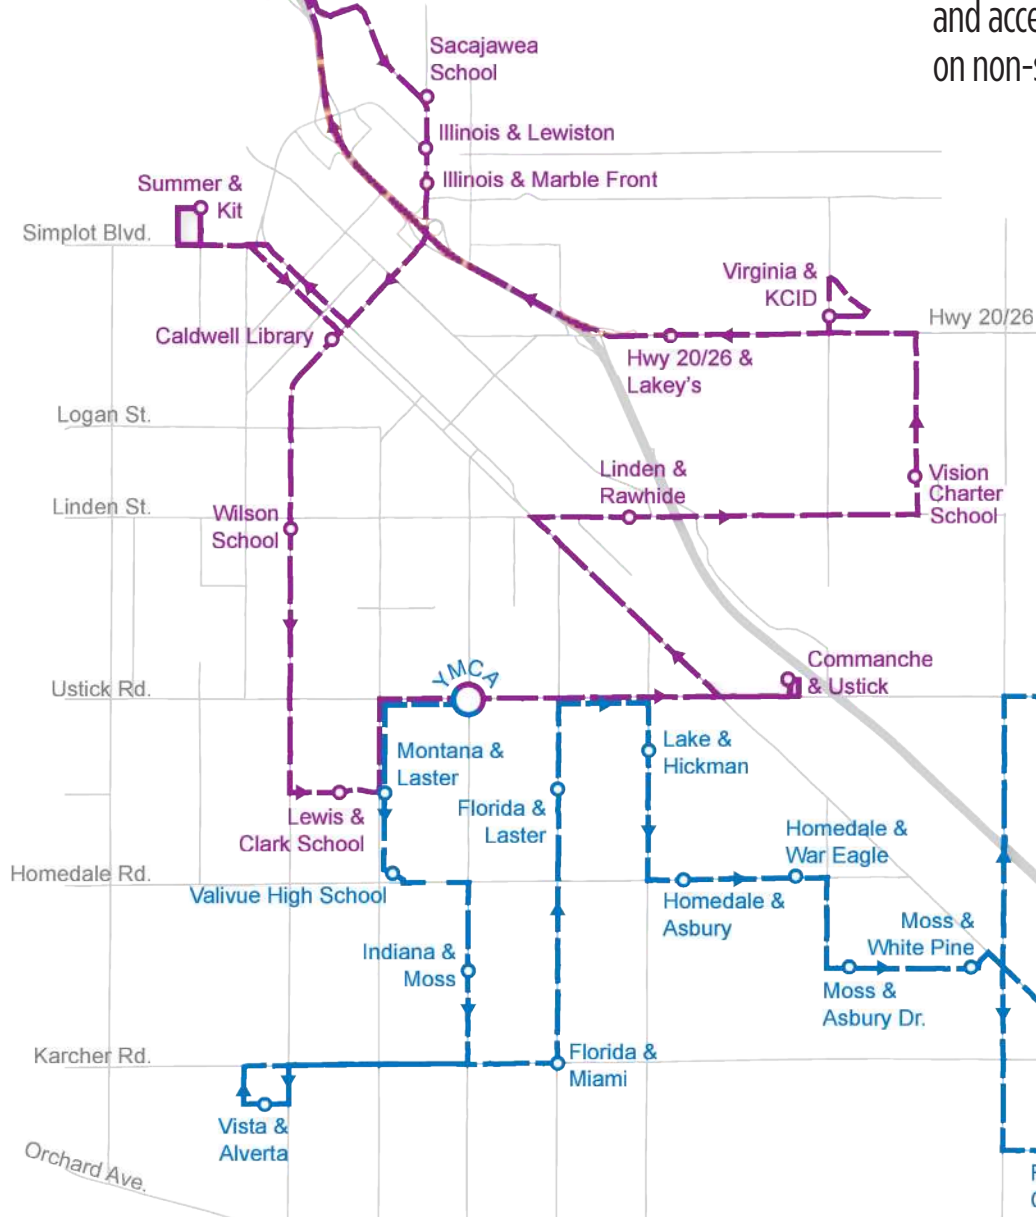 and acce
on non-s
Sacajawea
School
Illinois & Lewiston
Illinois & Marble Front
Summer &
Kit
Simplot Blvd.
Virginia &
KCID
Hwy 20/26
Caldwell Library
Hwy 20/26 &
Lakey's
Logan St.
Linden &
Rawhide
Vision
Charter
School
Linden St.
Wilson
School
YMCA
Commanche
& Ustick
Ustick Rd.
Montana &
Laster
Lake &
Hickman
Florida &
Laster
Lewis &
Clark School
Homedale &
War Eagle
Homedale Rd.
Valivue High School
Homedale &
Asbury
Moss &
White Pine
Indiana &
Moss
Moss &
Asbury Dr.
Karcher Rd.
Florida &
Miami
Vista &
Alverta
Orchard Ave.